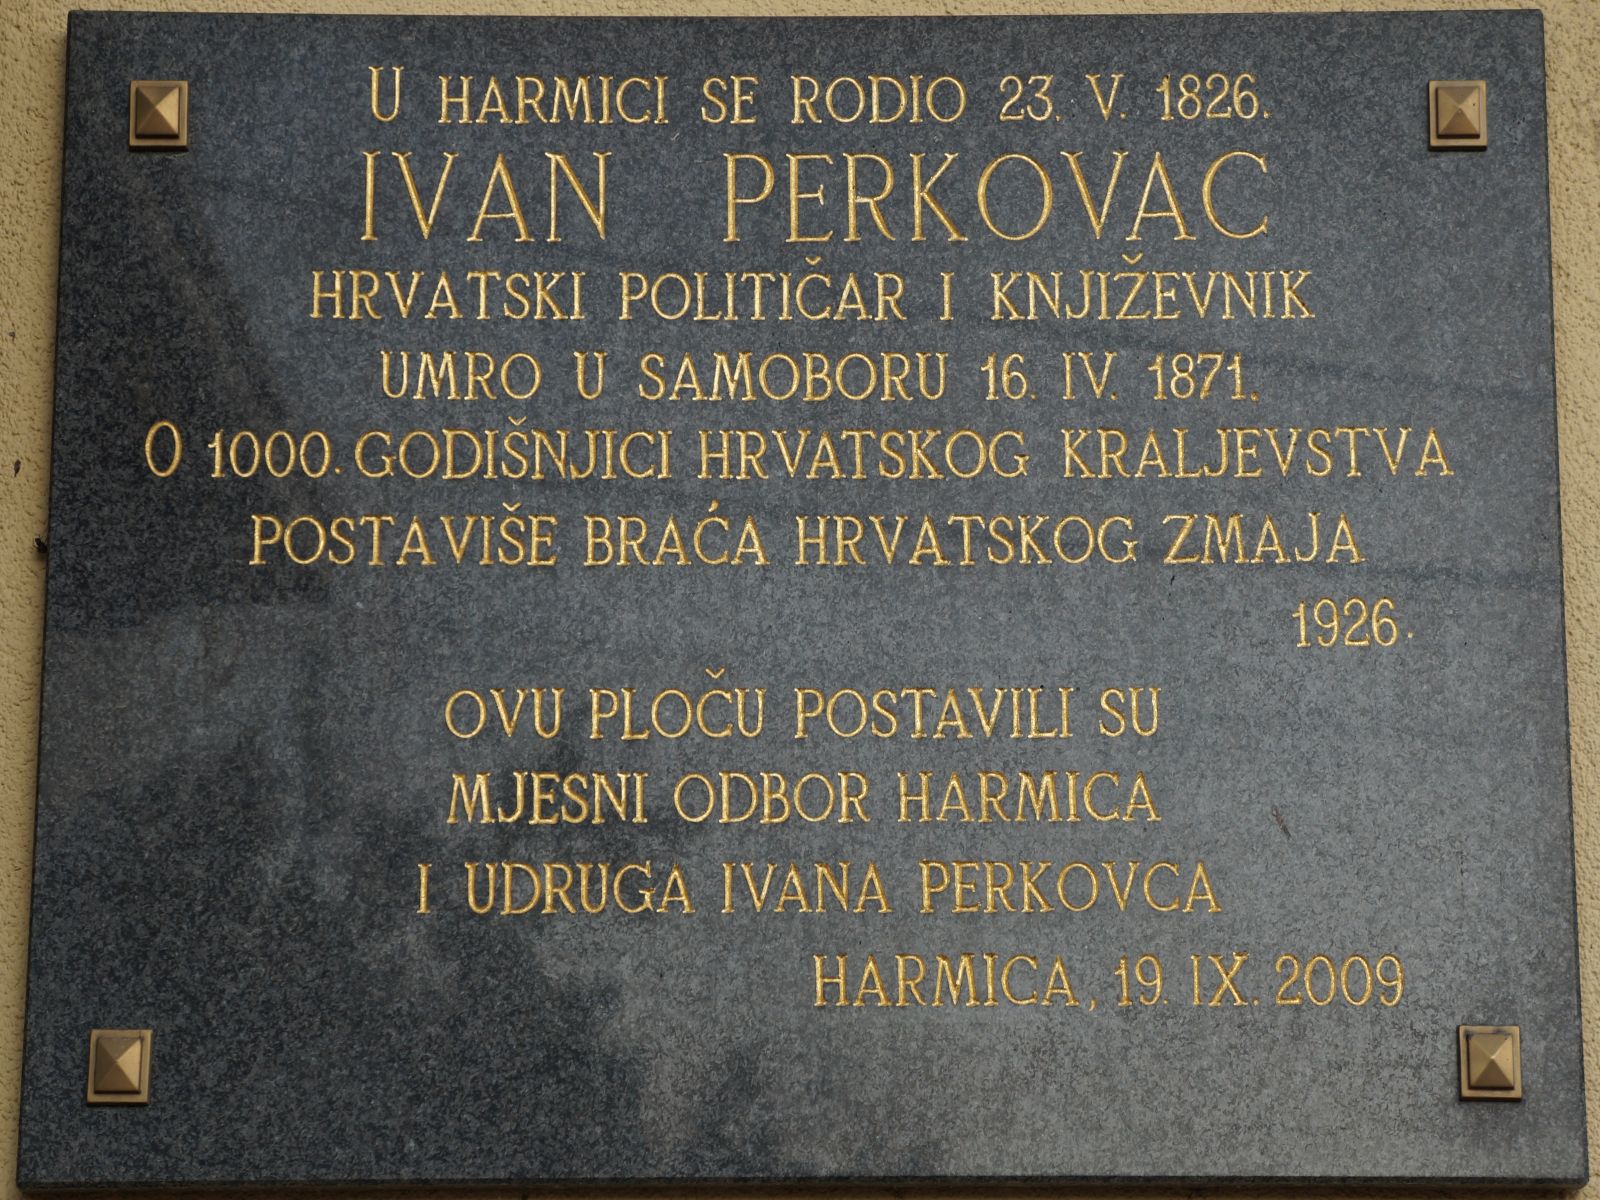 U HARMICI SE RODIO 23. V. 1826.
IVAN PERKOVAC
HRVATSKI POLITIČAR I KNJIŽEVNIK
UMRO U SAMOBORU 16. IV. 1871.
O 1000. GODIŠNJICI HRVATSKOG KRALJEVSTVA
POSTAVIŠE BRAĆA HRVATSKOG ZMAJA
1926.
OVU PLOČU POSTAVILI SU
MJESNI ODBOR HARMICA
I UDRUGA IVANA PERKOVCA
HARMICA, 19. IX. 2009